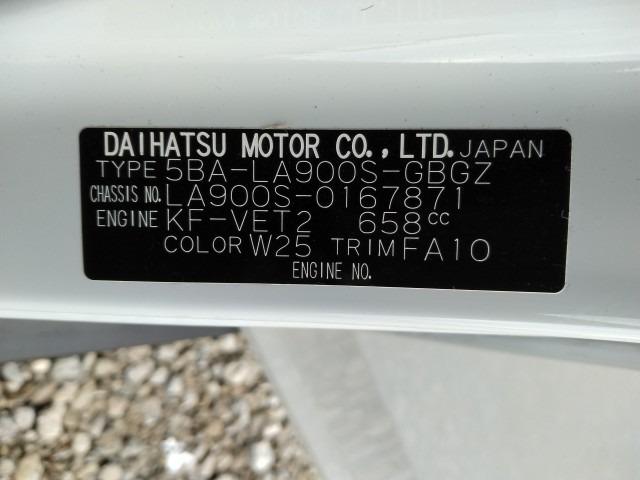 DAIHATSU MOTOR CO., LTD. JAPAN
TYPE 5BA-LA900S-GBGZ
CHASSIS NO. LA900S-0167871
ENGINE KF-VET2 658cc
COLOR W25 TRIM FA10
ENGINE NO.